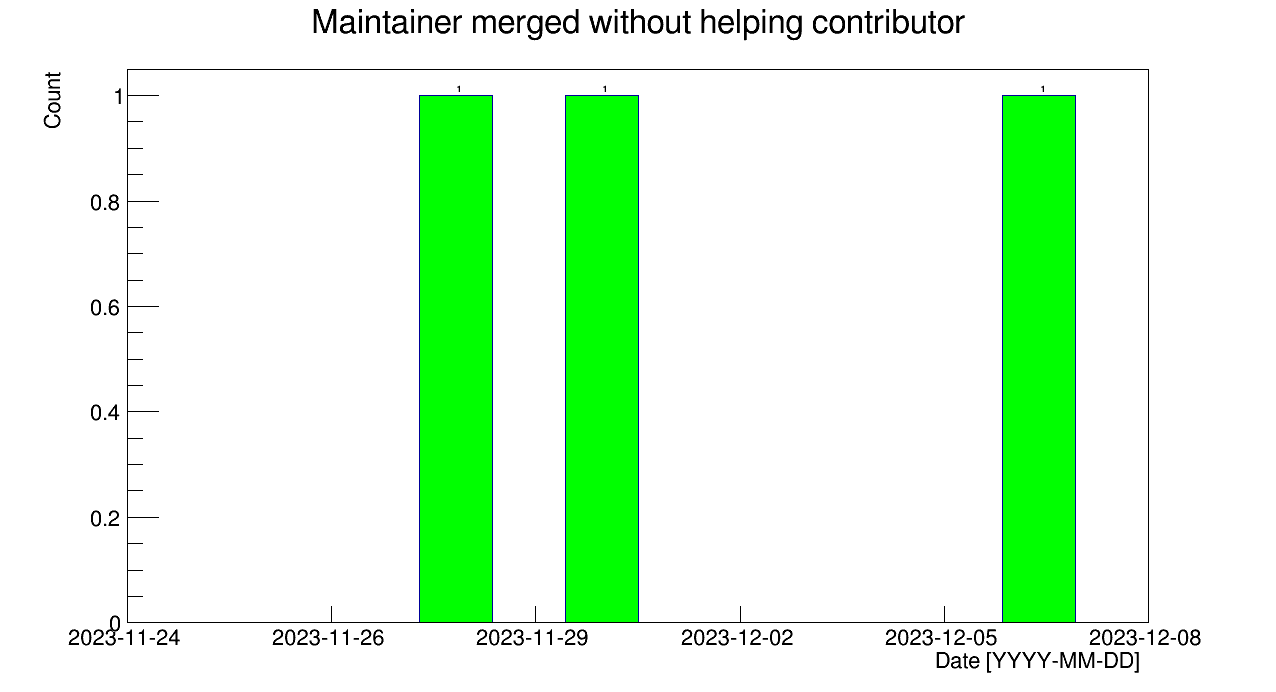 Maintainer merged without helping contributor
Count
1 1 1
1
0.8
0.6
0.4
0.2
0
2023-11-24 2023-11-26 2023-11-29 2023-12-02 2023-12-05 2023-12-08
Date [YYYY-MM-DD]